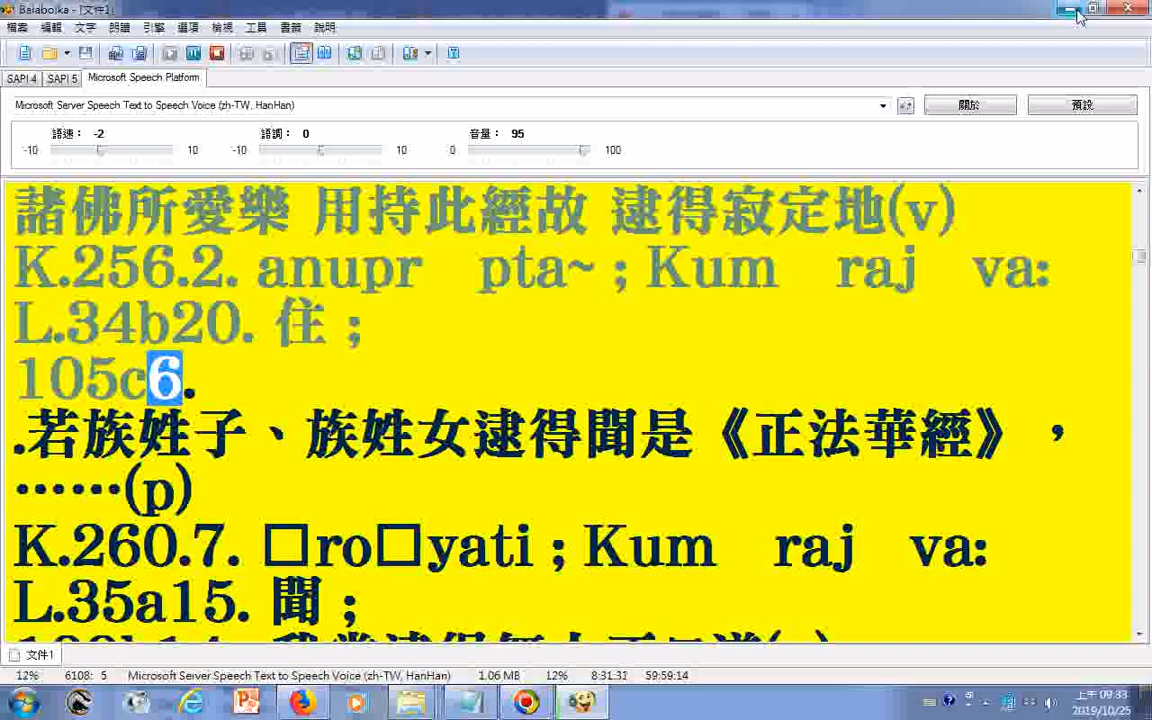 Balabolka - [文件1]
檔案 編輯 文字 朗讀 引擎 選項 檢視 工具 書籤 說明
SAPI 4 SAPI 5 Microsoft Speech Platform
Microsoft Server Speech Text to Speech Voice (zh-TW, HanHan) 關於 預設
語速： -2 語調： 0 音量： 95
-10 10 -10 10 0 100
諸佛所愛樂 用持此經故 逮得寂定地(v)
K.256.2. anupr pta~ ; Kum raj va:
L.34b20. 住 ;
105c6.
.若族姓子、族姓女逮得聞是《正法華經》，
……(p)
K.260.7. □ro□yati ; Kum raj va:
L.35a15. 聞 ;
文件1
12% 6108: 5 Microsoft Server Speech Text to Speech Voice (zh-TW, HanHan) 1.06 MB 12% 8:31:31 59:59:14
上午 09:33
2019/10/25